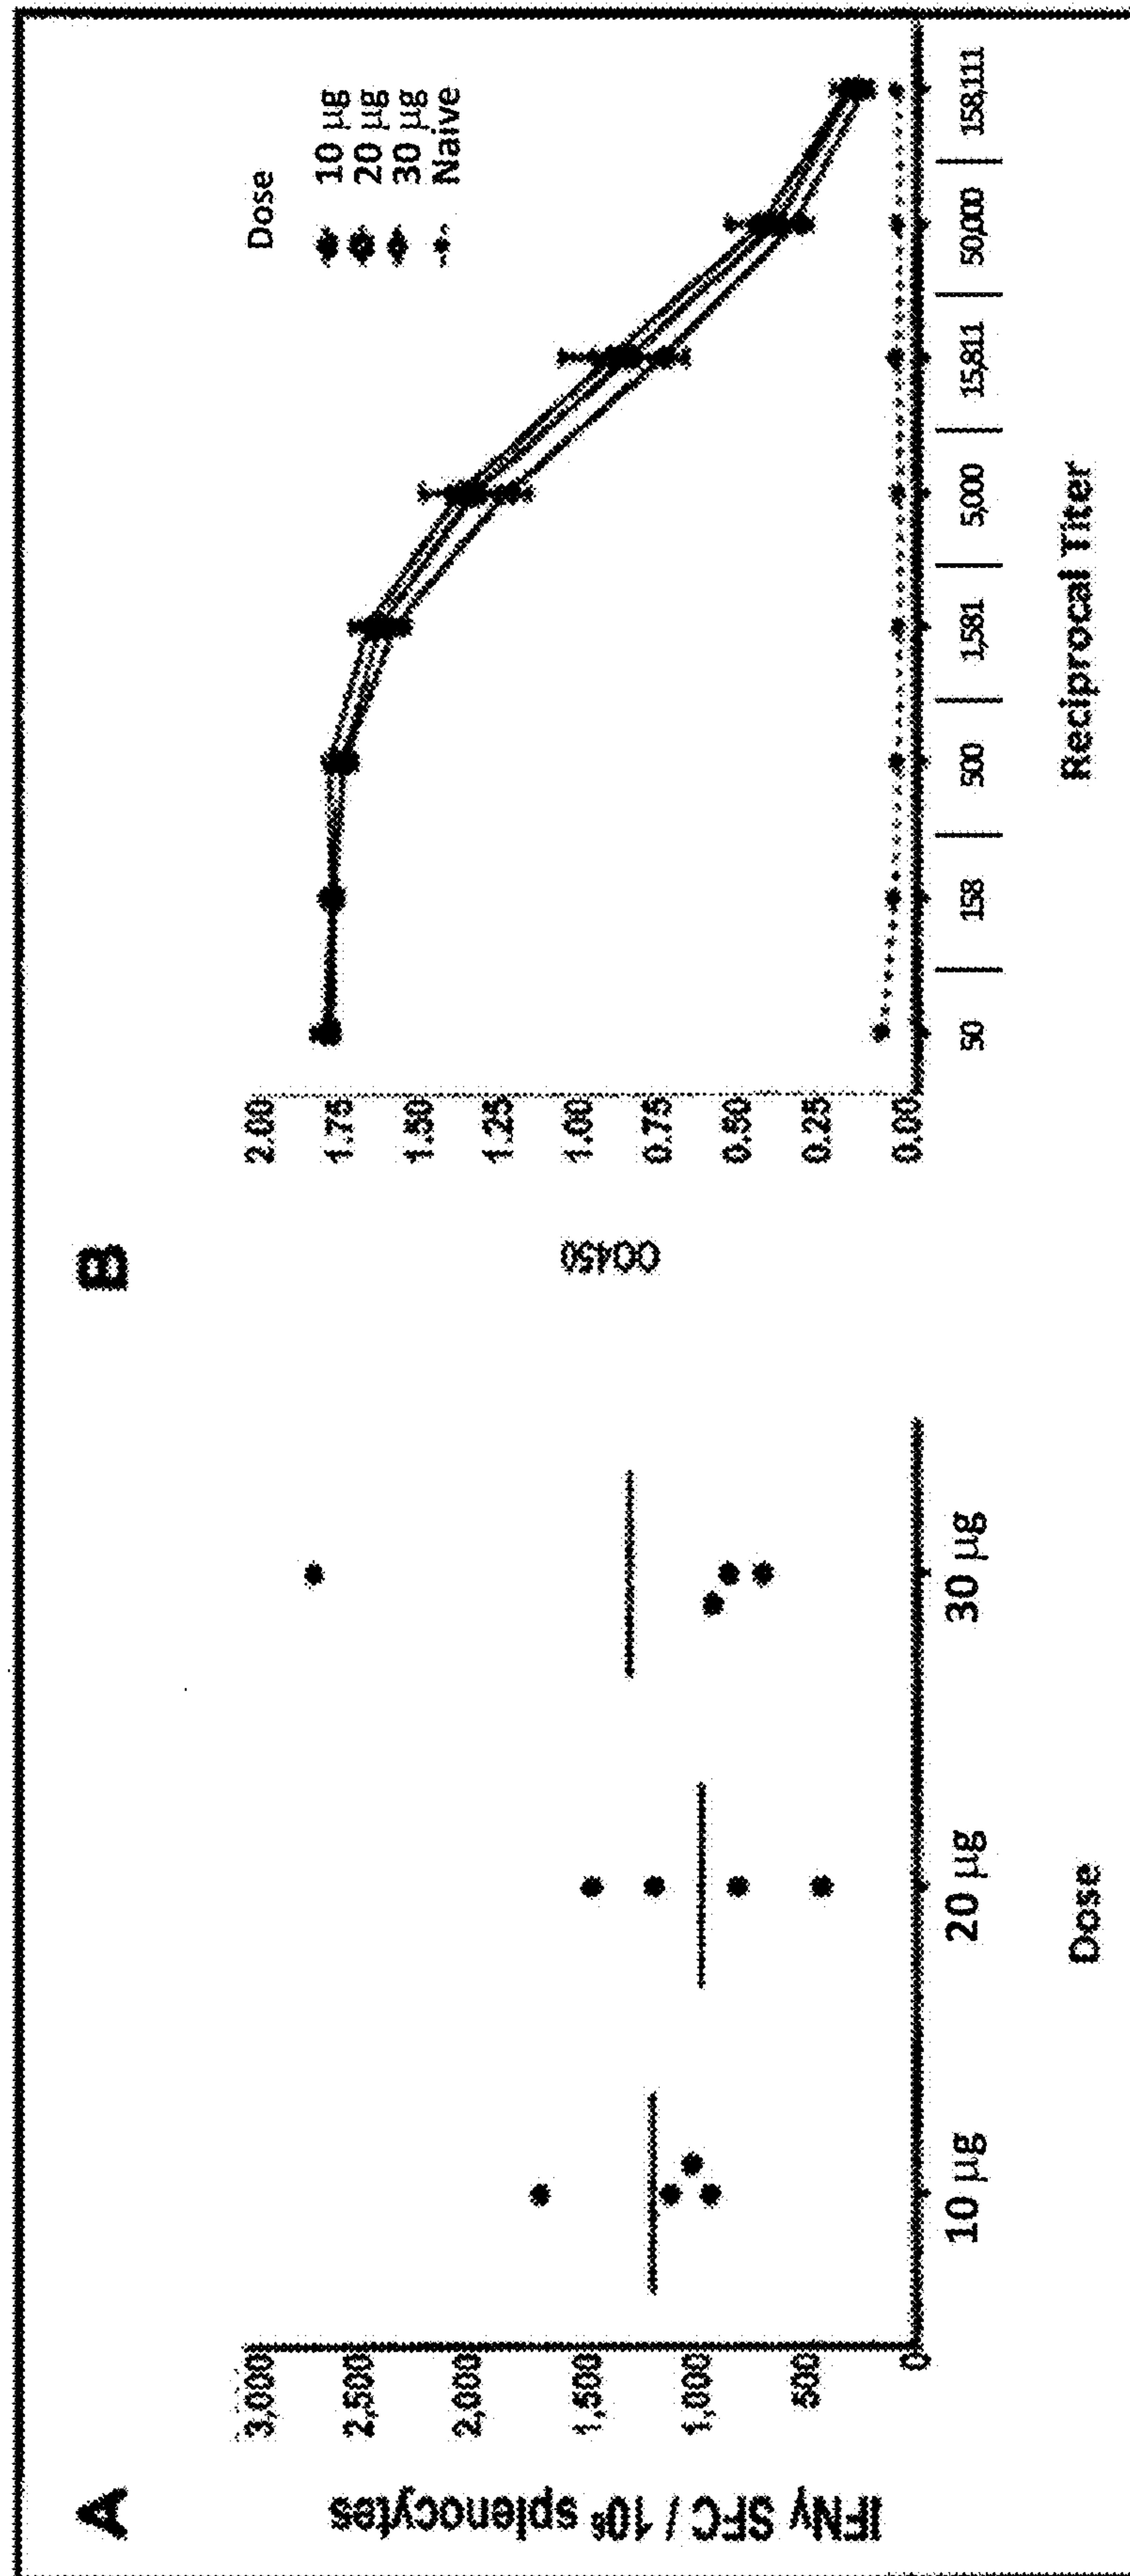 A
IFNγ SFC / 10⁶ splenocytes
3,000
2,500
2,000
1,500
1,000
500
0
10 µg
20 µg
30 µg
Dose
B
OO450
2.00
1.75
1.50
1.25
1.00
0.75
0.50
0.25
0.00
Dose
10 µg
20 µg
30 µg
Naive
50 | 158 | 500 | 1,581 | 5,000 | 15,811 | 50,000 | 158,111
Reciprocal Titer